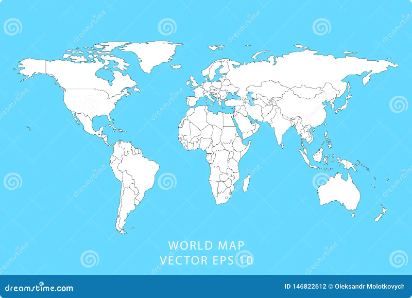 WORLD MAP
VECTOR EPS 10
dreamstime.com
ID 146822612 © Oleksandr Molotkovych